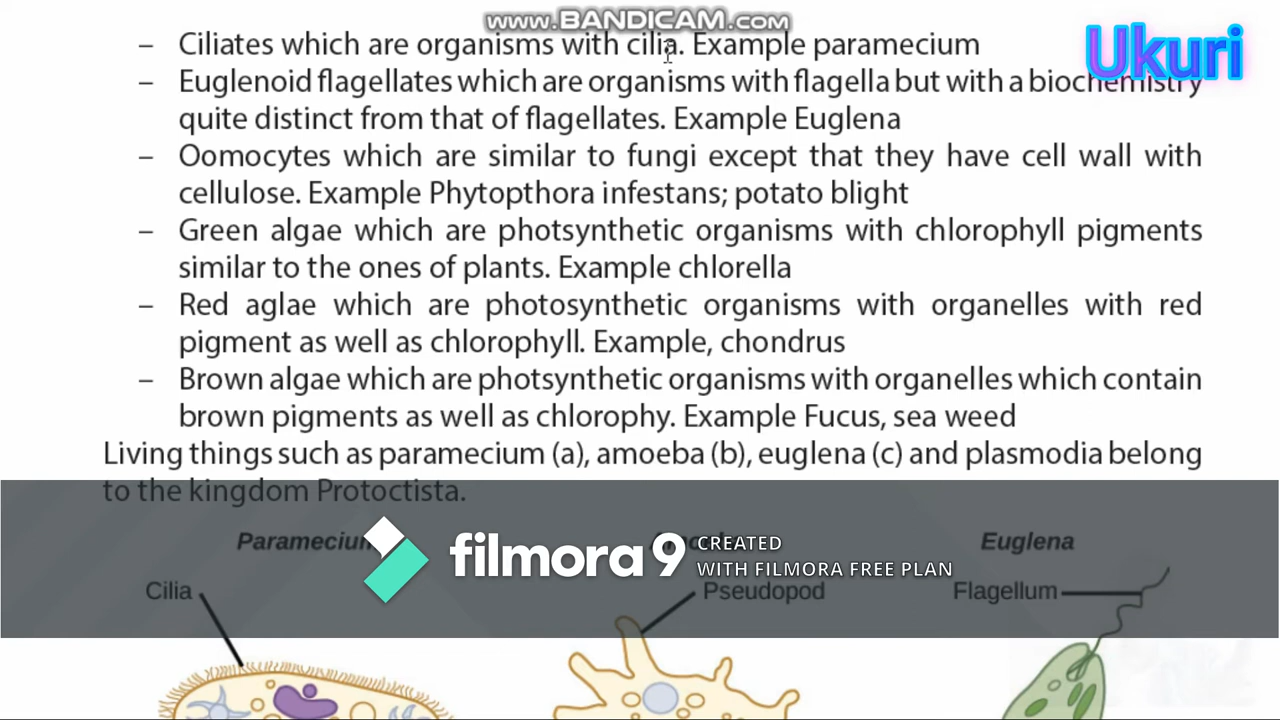 www.BANDICAM.com
– Ciliates which are organisms with cilia. Example paramecium
Ukuri
– Euglenoid flagellates which are organisms with flagella but with a biochemistry
quite distinct from that of flagellates. Example Euglena
– Oomocytes which are similar to fungi except that they have cell wall with
cellulose. Example Phytopthora infestans; potato blight
– Green algae which are photsynthetic organisms with chlorophyll pigments
similar to the ones of plants. Example chlorella
– Red aglae which are photosynthetic organisms with organelles with red
pigment as well as chlorophyll. Example, chondrus
– Brown algae which are photsynthetic organisms with organelles which contain
brown pigments as well as chlorophy. Example Fucus, sea weed
Living things such as paramecium (a), amoeba (b), euglena (c) and plasmodia belong
to the kingdom Protoctista.
Paramecium Euglena
filmora9 CREATED
WITH FILMORA FREE PLAN
Cilia Pseudopod Flagellum